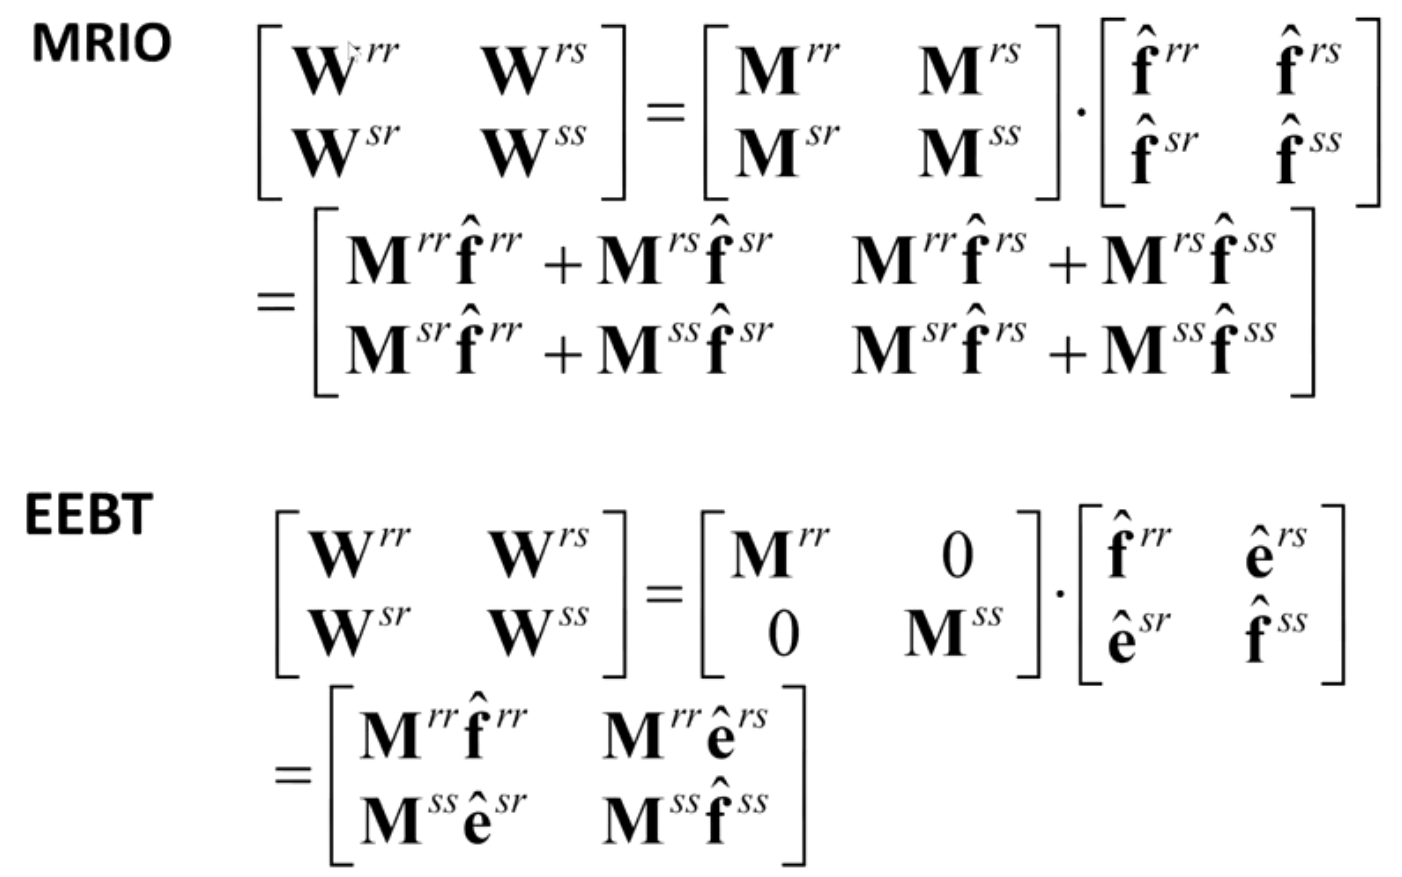 MRIO
[ W^rr W^rs ; W^sr W^ss ] = [ M^rr M^rs ; M^sr M^ss ] · [ f̂^rr f̂^rs ; f̂^sr f̂^ss ]
= [ M^rr f̂^rr + M^rs f̂^sr M^rr f̂^rs + M^rs f̂^ss ; M^sr f̂^rr + M^ss f̂^sr M^sr f̂^rs + M^ss f̂^ss ]
EEBT
[ W^rr W^rs ; W^sr W^ss ] = [ M^rr 0 ; 0 M^ss ] · [ f̂^rr ê^rs ; ê^sr f̂^ss ]
= [ M^rr f̂^rr M^rr ê^rs ; M^ss ê^sr M^ss f̂^ss ]